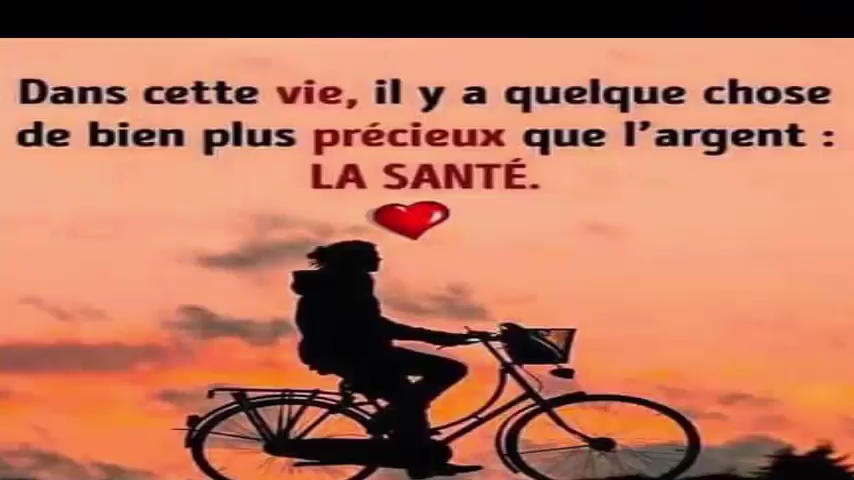 Dans cette vie, il y a quelque chose
de bien plus précieux que l'argent :
LA SANTÉ.